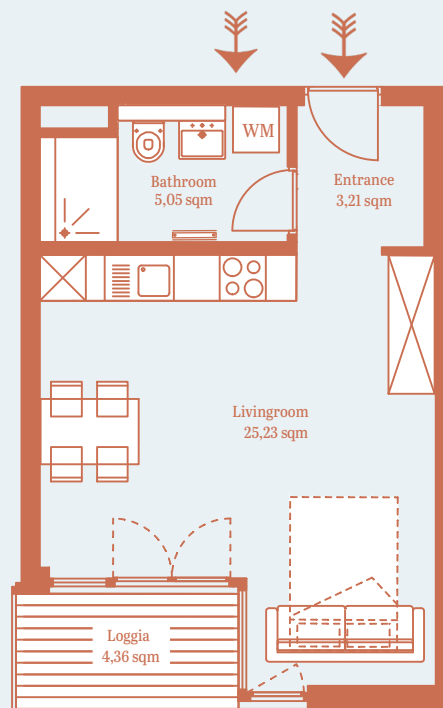 WM
Bathroom
5,05 sqm
Entrance
3,21 sqm
Livingroom
25,23 sqm
Loggia
4,36 sqm